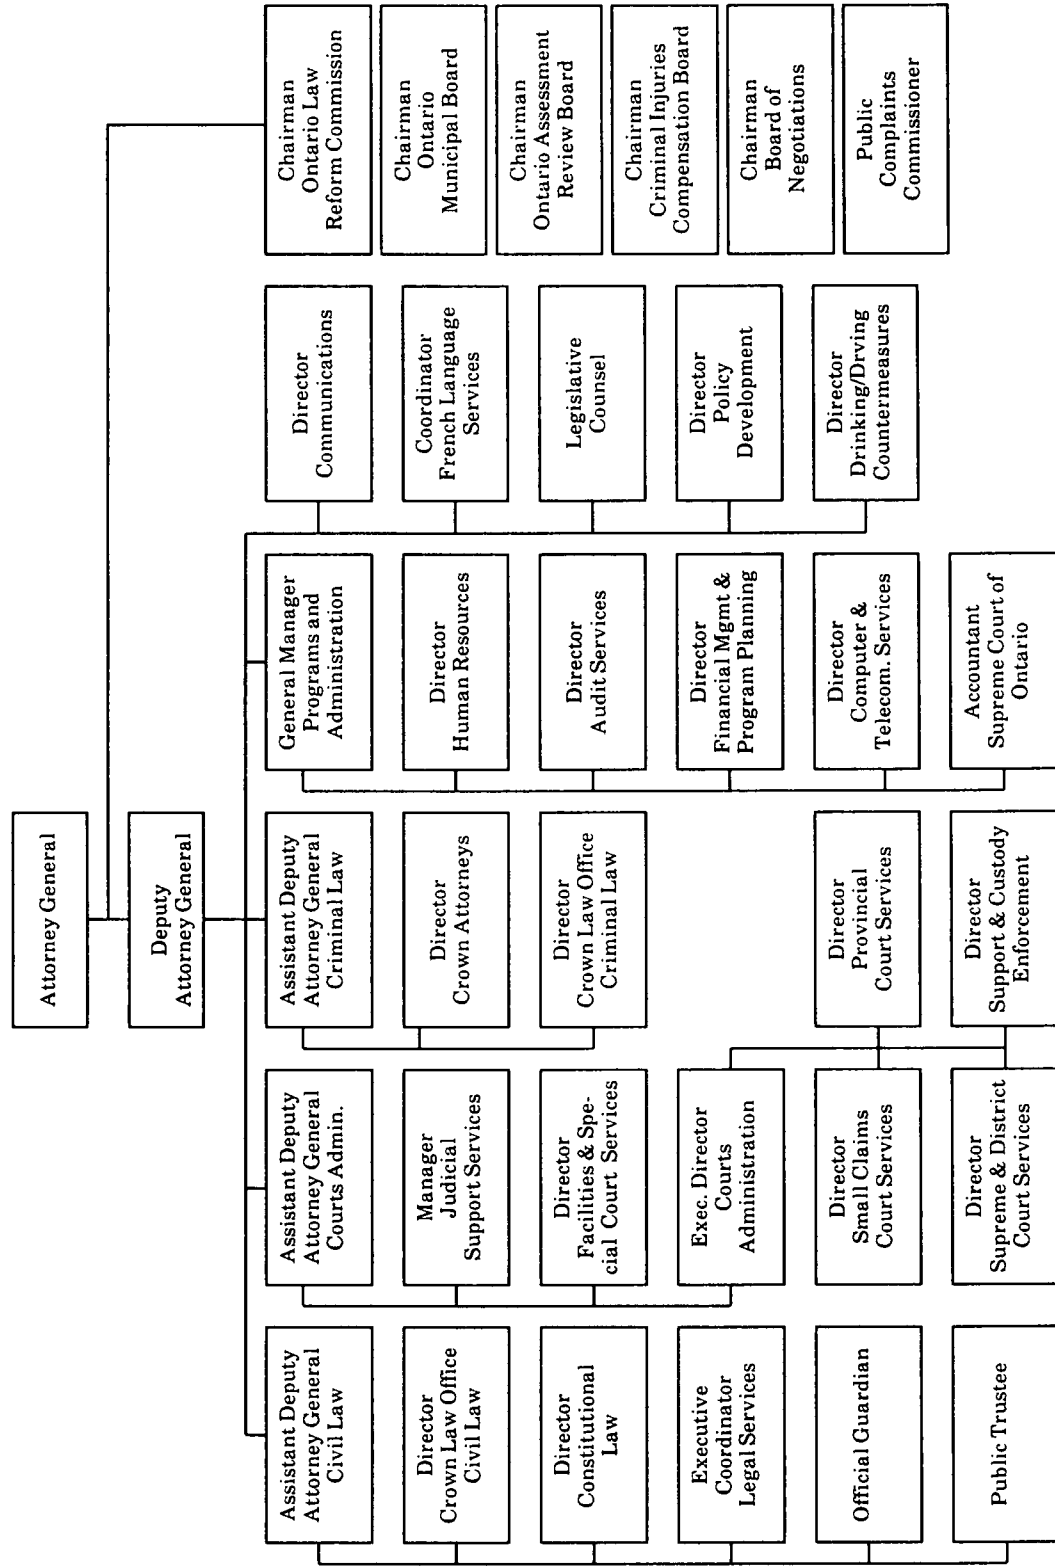 Attorney General
Deputy
Attorney General
Assistant Deputy
Attorney General
Civil Law
Director
Crown Law Office
Civil Law
Director
Constitutional
Law
Executive
Coordinator
Legal Services
Official Guardian
Public Trustee
Assistant Deputy
Attorney General
Courts Admin.
Manager
Judicial
Support Services
Director
Facilities & Spe-
cial Court Services
Exec. Director
Courts
Administration
Director
Small Claims
Court Services
Director
Supreme & District
Court Services
Assistant Deputy
Attorney General
Criminal Law
Director
Crown Attorneys
Director
Crown Law Office
Criminal Law
Director
Provincial
Court Services
Director
Support & Custody
Enforcement
General Manager
Programs and
Administration
Director
Human Resources
Director
Audit Services
Director
Financial Mgmt &
Program Planning
Director
Computer &
Telecom. Services
Accountant
Supreme Court of
Ontario
Director
Communications
Coordinator
French Language
Services
Legislative
Counsel
Director
Policy
Development
Director
Drinking/Drving
Countermeasures
Chairman
Ontario Law
Reform Commission
Chairman
Ontario
Municipal Board
Chairman
Ontario Assessment
Review Board
Chairman
Criminal Injuries
Compensation Board
Chairman
Board of
Negotiations
Public
Complaints
Commissioner